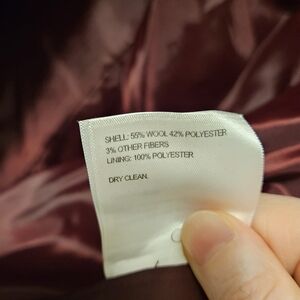 SHELL: 55% WOOL 42% POLYESTER
3% OTHER FIBERS
LINING: 100% POLYESTER
DRY CLEAN.